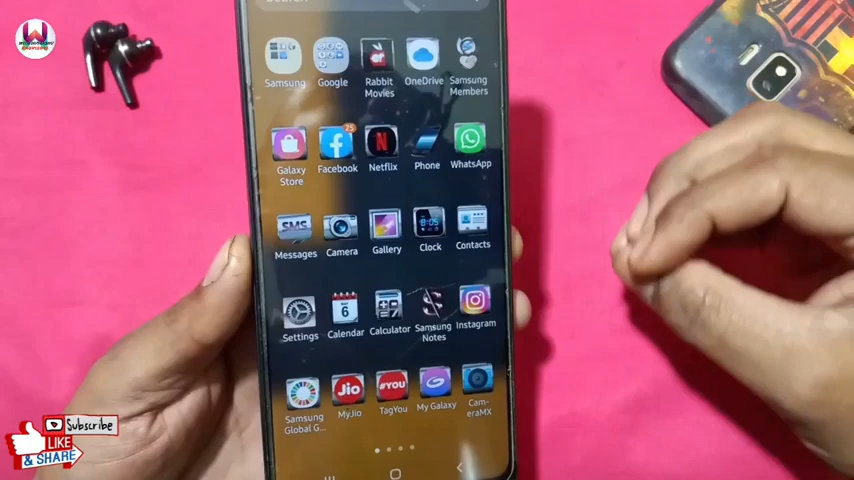 Samsung
Google
Rabbit
Movies
OneDrive
Samsung
Members
25
Galaxy
Store
Facebook
Netflix
Phone
WhatsApp
SMS
8:05
Messages
Camera
Gallery
Clock
Contacts
6
Settings
Calendar
Calculator
Samsung
Notes
Instagram
Jio
#YOU
Samsung
Global G...
MyJio
TagYou
My Galaxy
Cam-
eraMX
Subscribe
LIKE
& SHARE